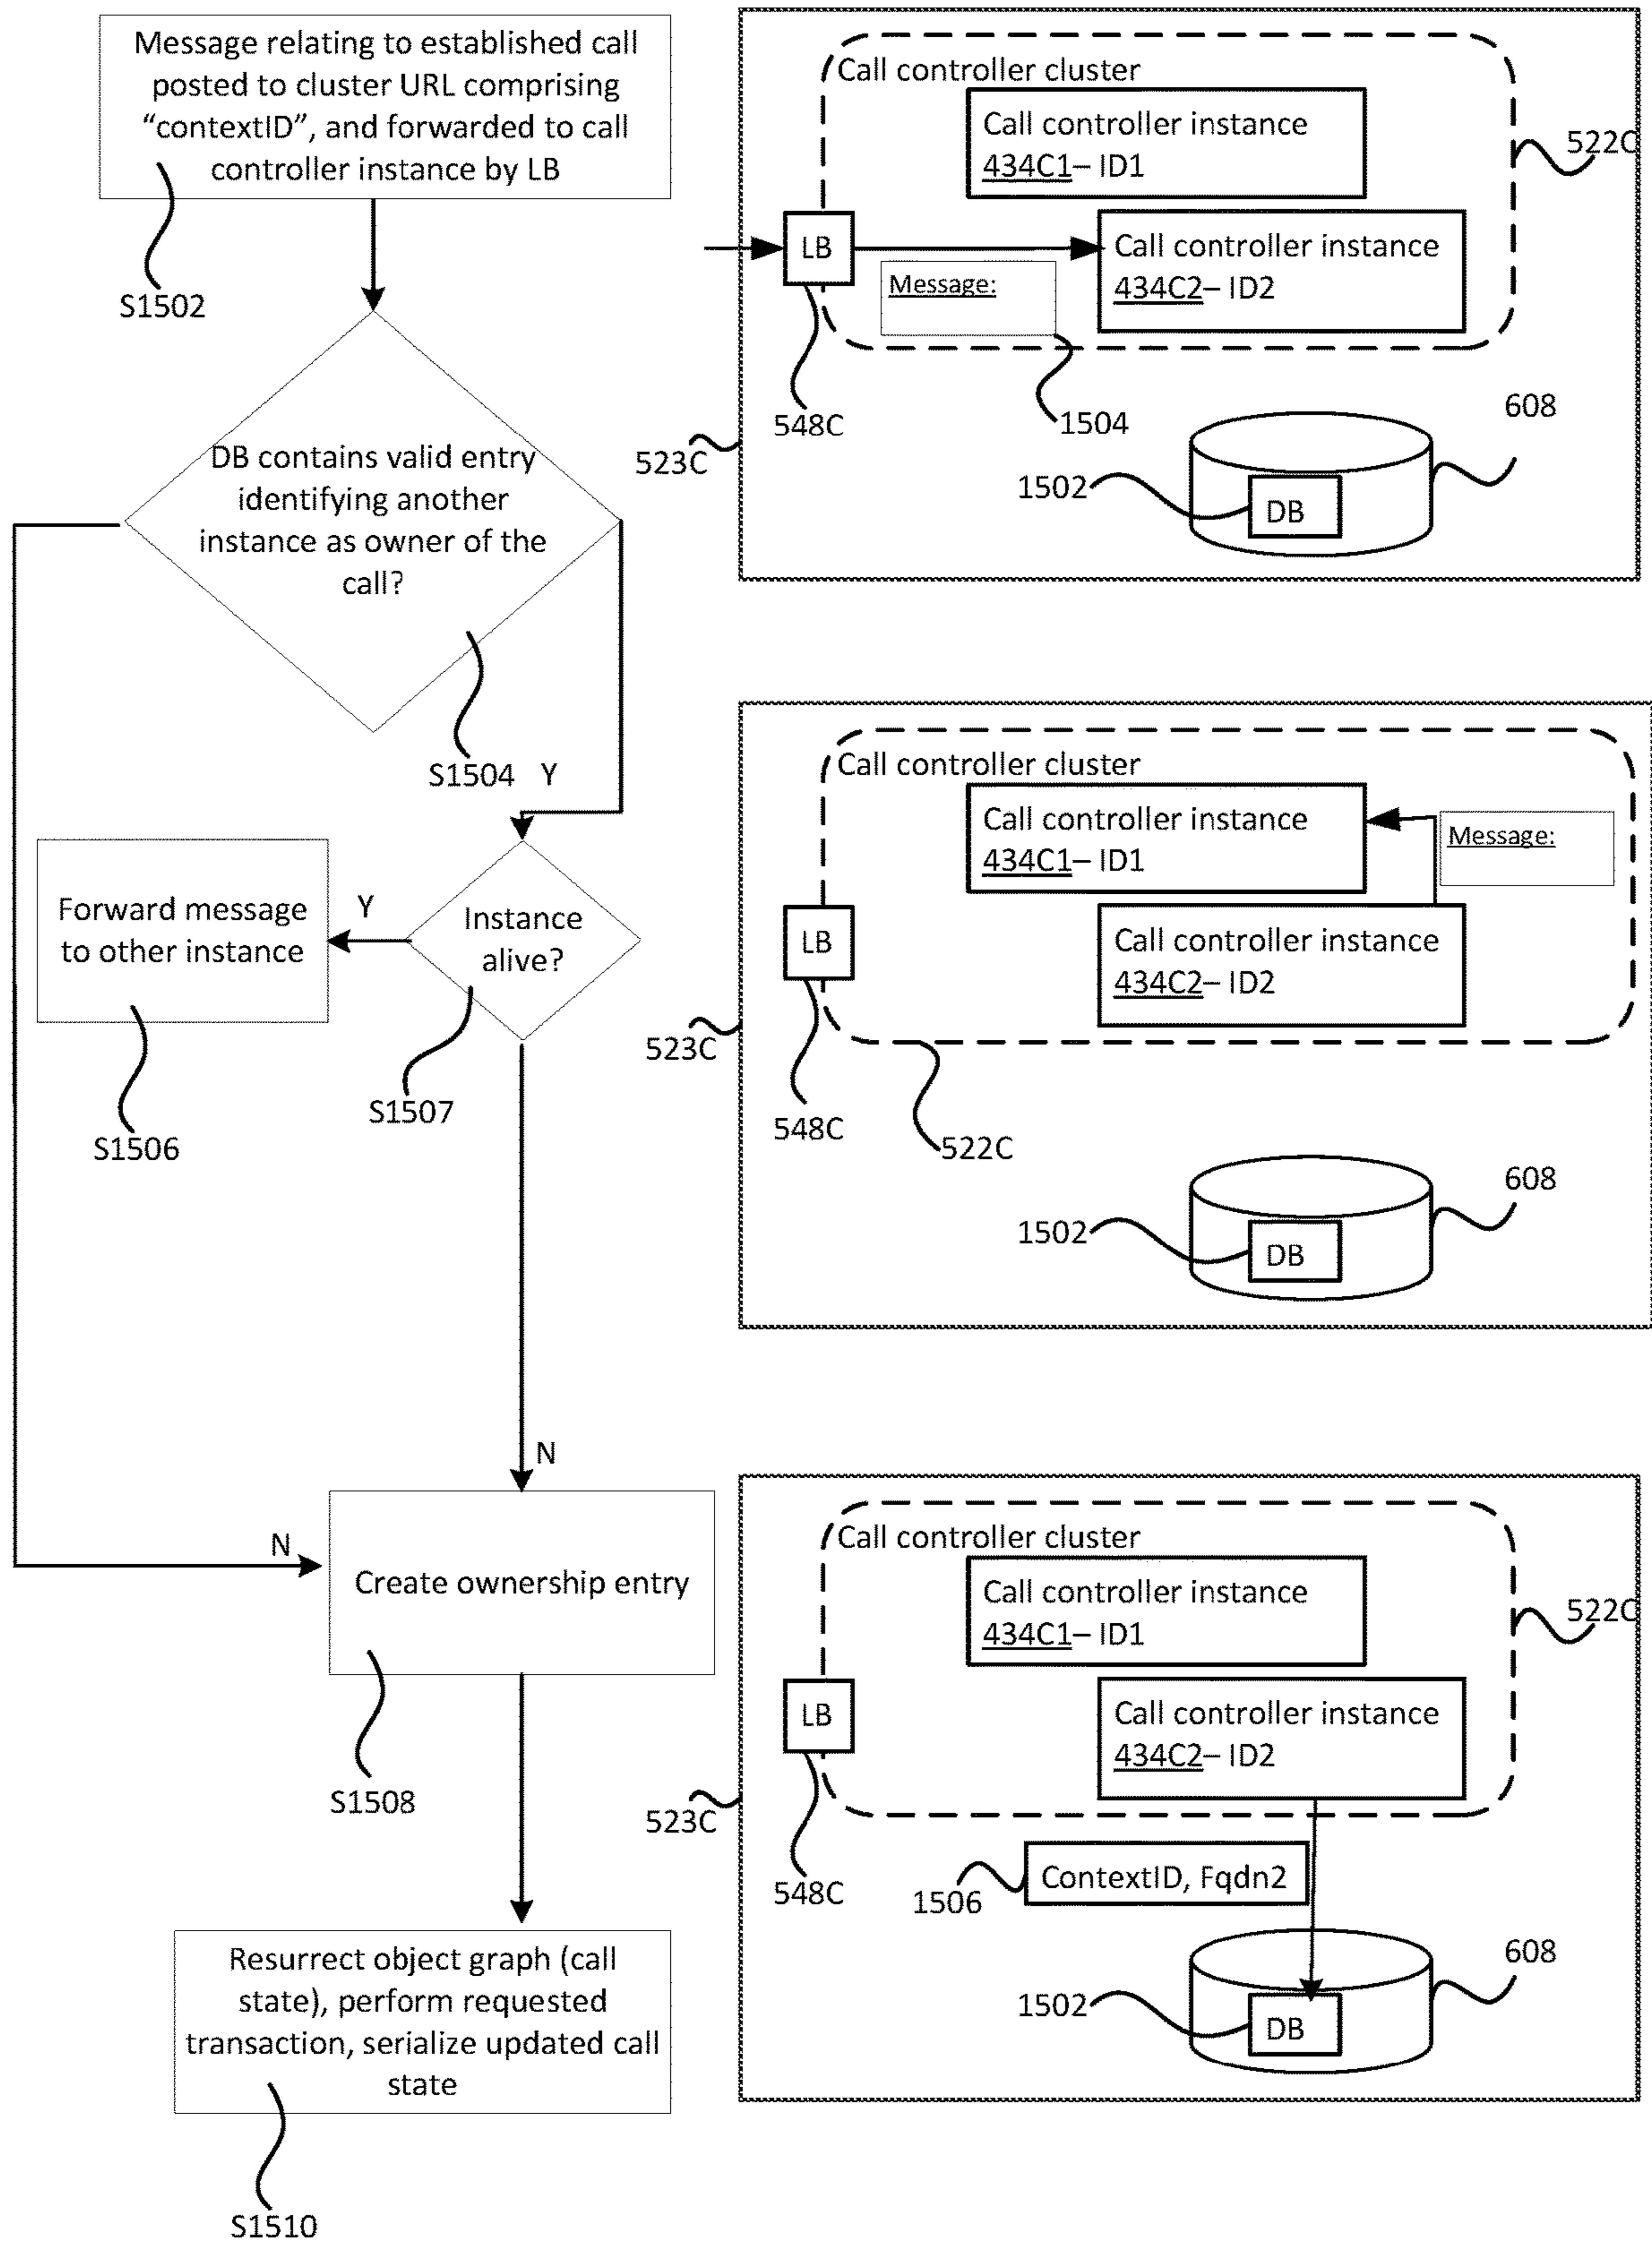 Message relating to established call
posted to cluster URL comprising
“contextID”, and forwarded to call
controller instance by LB
S1502
DB contains valid entry
identifying another
instance as owner of the
call?
S1504
Y
Instance
alive?
Y
Forward message
to other instance
S1507
S1506
N
N
Create ownership entry
S1508
Resurrect object graph (call
state), perform requested
transaction, serialize updated call
state
S1510
Call controller cluster
Call controller instance
434C1– ID1
522C
LB
Call controller instance
434C2– ID2
Message:
548C
1504
523C
608
1502
DB
Call controller cluster
Call controller instance
434C1– ID1
Message:
LB
Call controller instance
434C2– ID2
523C
548C
522C
608
1502
DB
Call controller cluster
Call controller instance
434C1– ID1
522C
LB
Call controller instance
434C2– ID2
523C
548C
1506
ContextID, Fqdn2
608
1502
DB